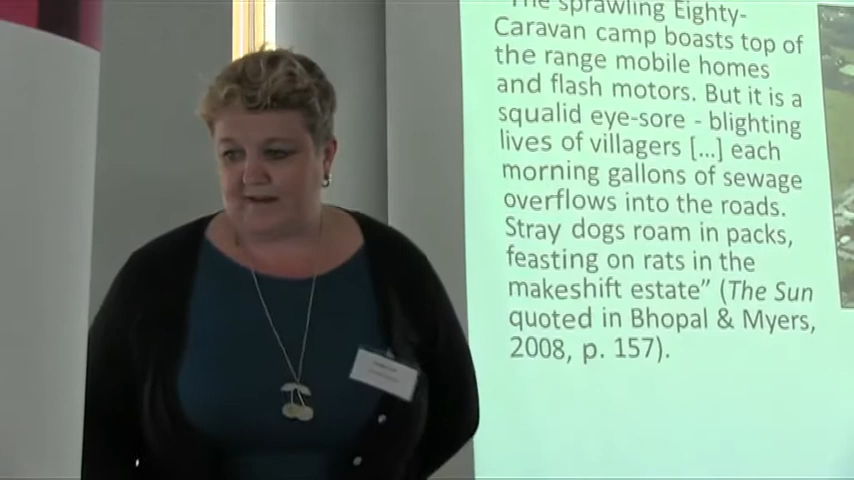 "The sprawling Eighty-
Caravan camp boasts top of
the range mobile homes
and flash motors. But it is a
squalid eye-sore - blighting
lives of villagers [...] each
morning gallons of sewage
overflows into the roads.
Stray dogs roam in packs,
feasting on rats in the
makeshift estate” (The Sun
quoted in Bhopal & Myers,
2008, p. 157).